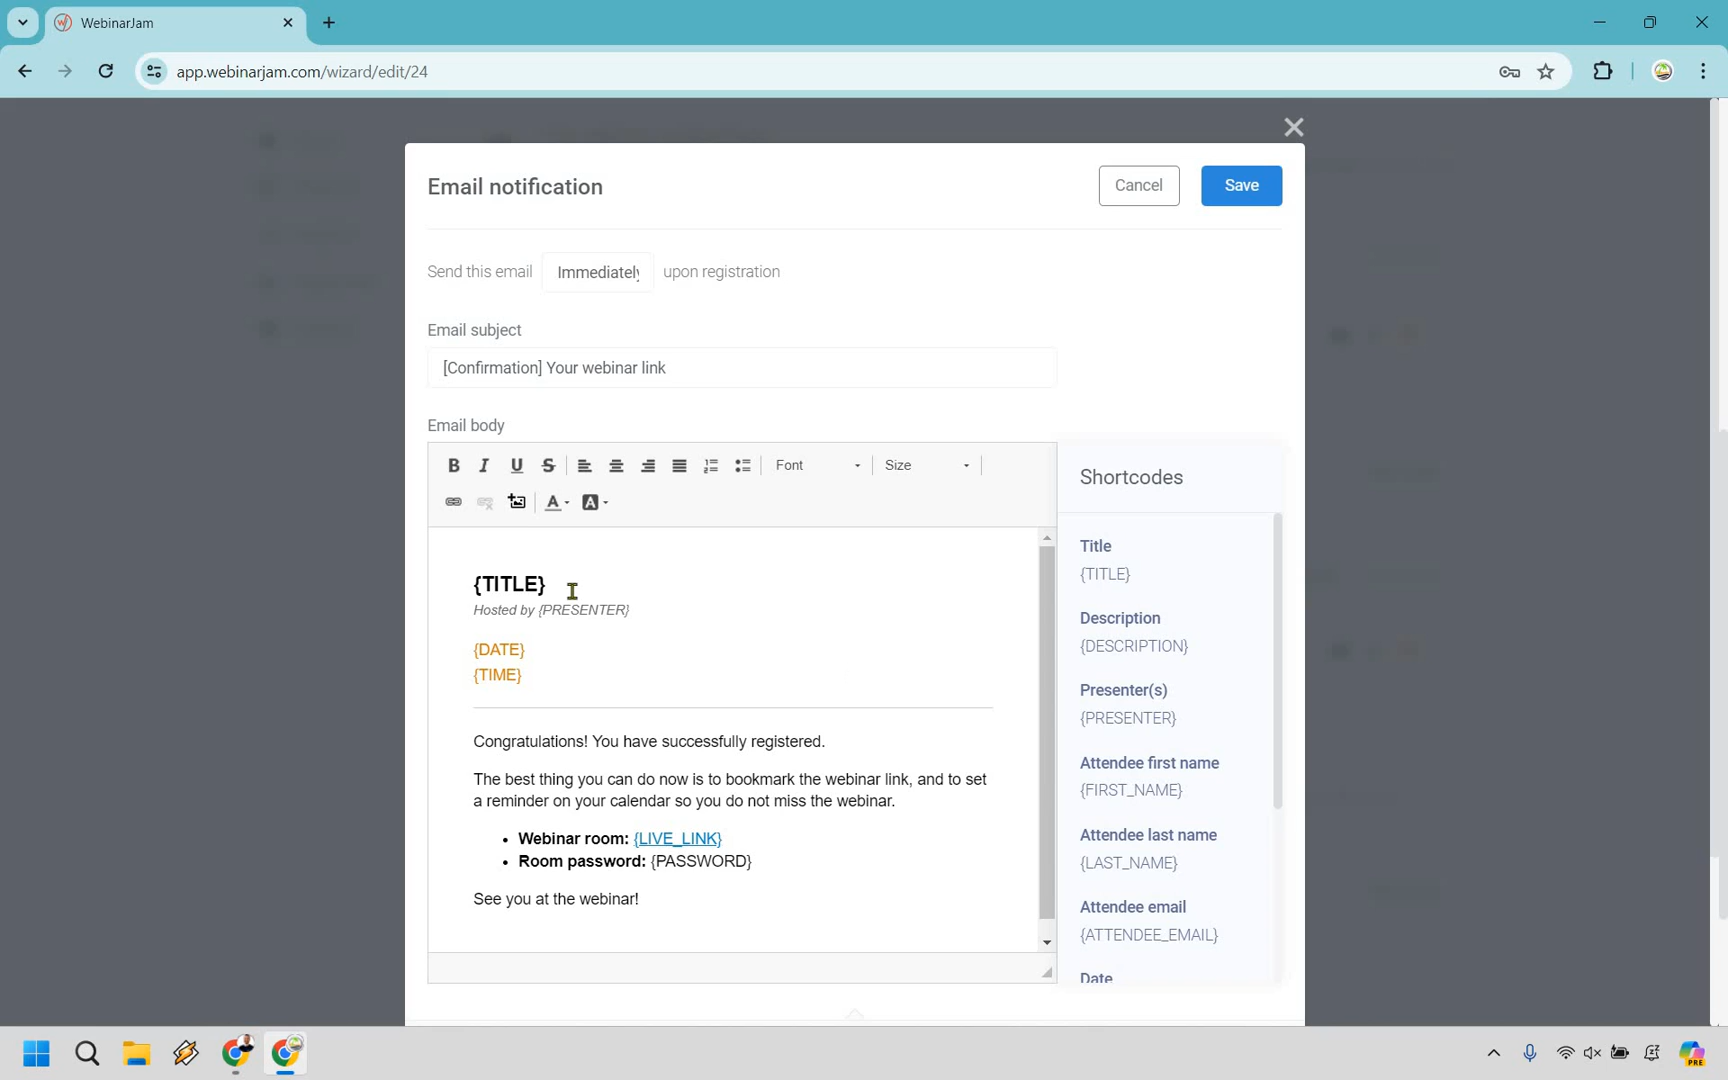 WebinarJam
app.webinarjam.com/wizard/edit/24
Email notification
Cancel
Save
Send this email
Immediately
upon registration
Email subject
[Confirmation] Your webinar link
Email body
Font
Size
Shortcodes
{TITLE}
Hosted by {PRESENTER}
{DATE}
{TIME}
Congratulations! You have successfully registered.
The best thing you can do now is to bookmark the webinar link, and to set
a reminder on your calendar so you do not miss the webinar.
Webinar room: {LIVE_LINK}
Room password: {PASSWORD}
See you at the webinar!
Title
{TITLE}
Description
{DESCRIPTION}
Presenter(s)
{PRESENTER}
Attendee first name
{FIRST_NAME}
Attendee last name
{LAST_NAME}
Attendee email
{ATTENDEE_EMAIL}
Date
PRE